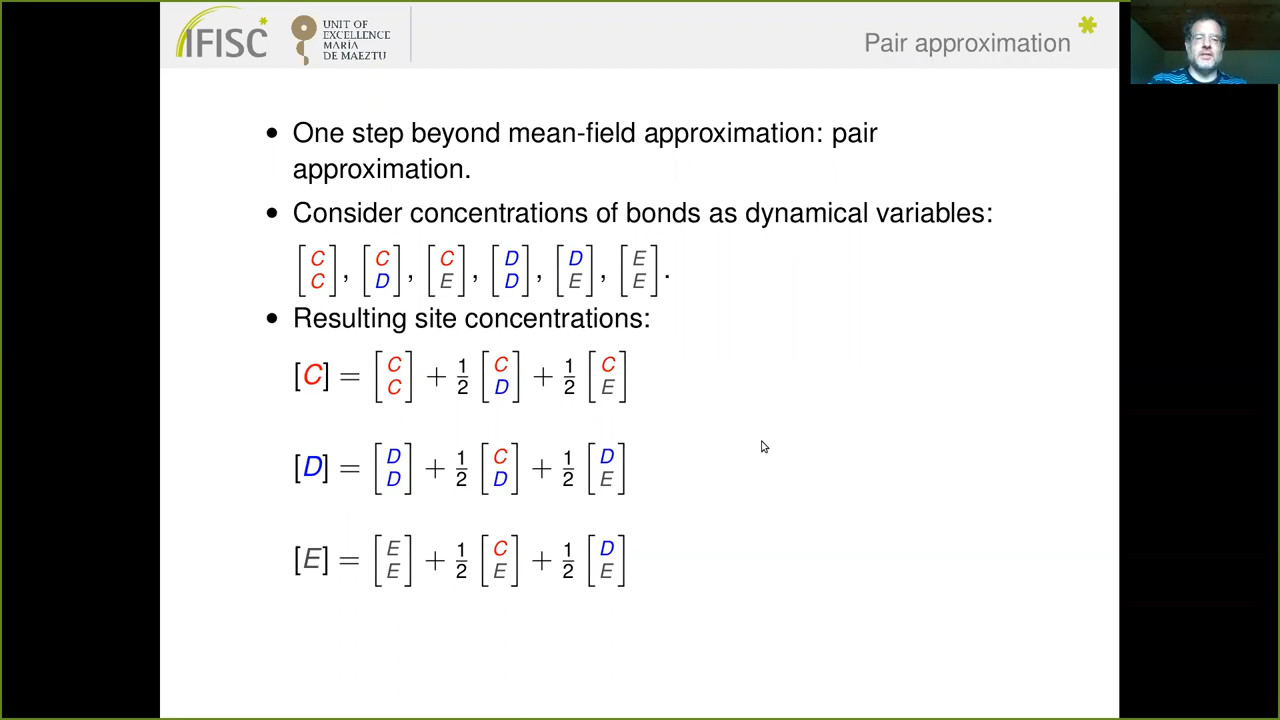 IFISC
UNIT OF
EXCELLENCE
MARÍA
DE MAEZTU
Pair approximation
• One step beyond mean-field approximation: pair
approximation.
• Consider concentrations of bonds as dynamical variables:
[C C], [C D], [C E], [D D], [D E], [E E].
• Resulting site concentrations:
[C] = [C C] + 1/2 [C D] + 1/2 [C E]
[D] = [D D] + 1/2 [C D] + 1/2 [D E]
[E] = [E E] + 1/2 [C E] + 1/2 [D E]